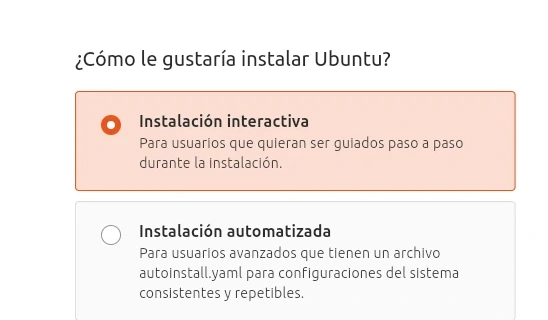 ¿Cómo le gustaría instalar Ubuntu?
Instalación interactiva
Para usuarios que quieran ser guiados paso a paso
durante la instalación.
Instalación automatizada
Para usuarios avanzados que tienen un archivo
autoinstall.yaml para configuraciones del sistema
consistentes y repetibles.